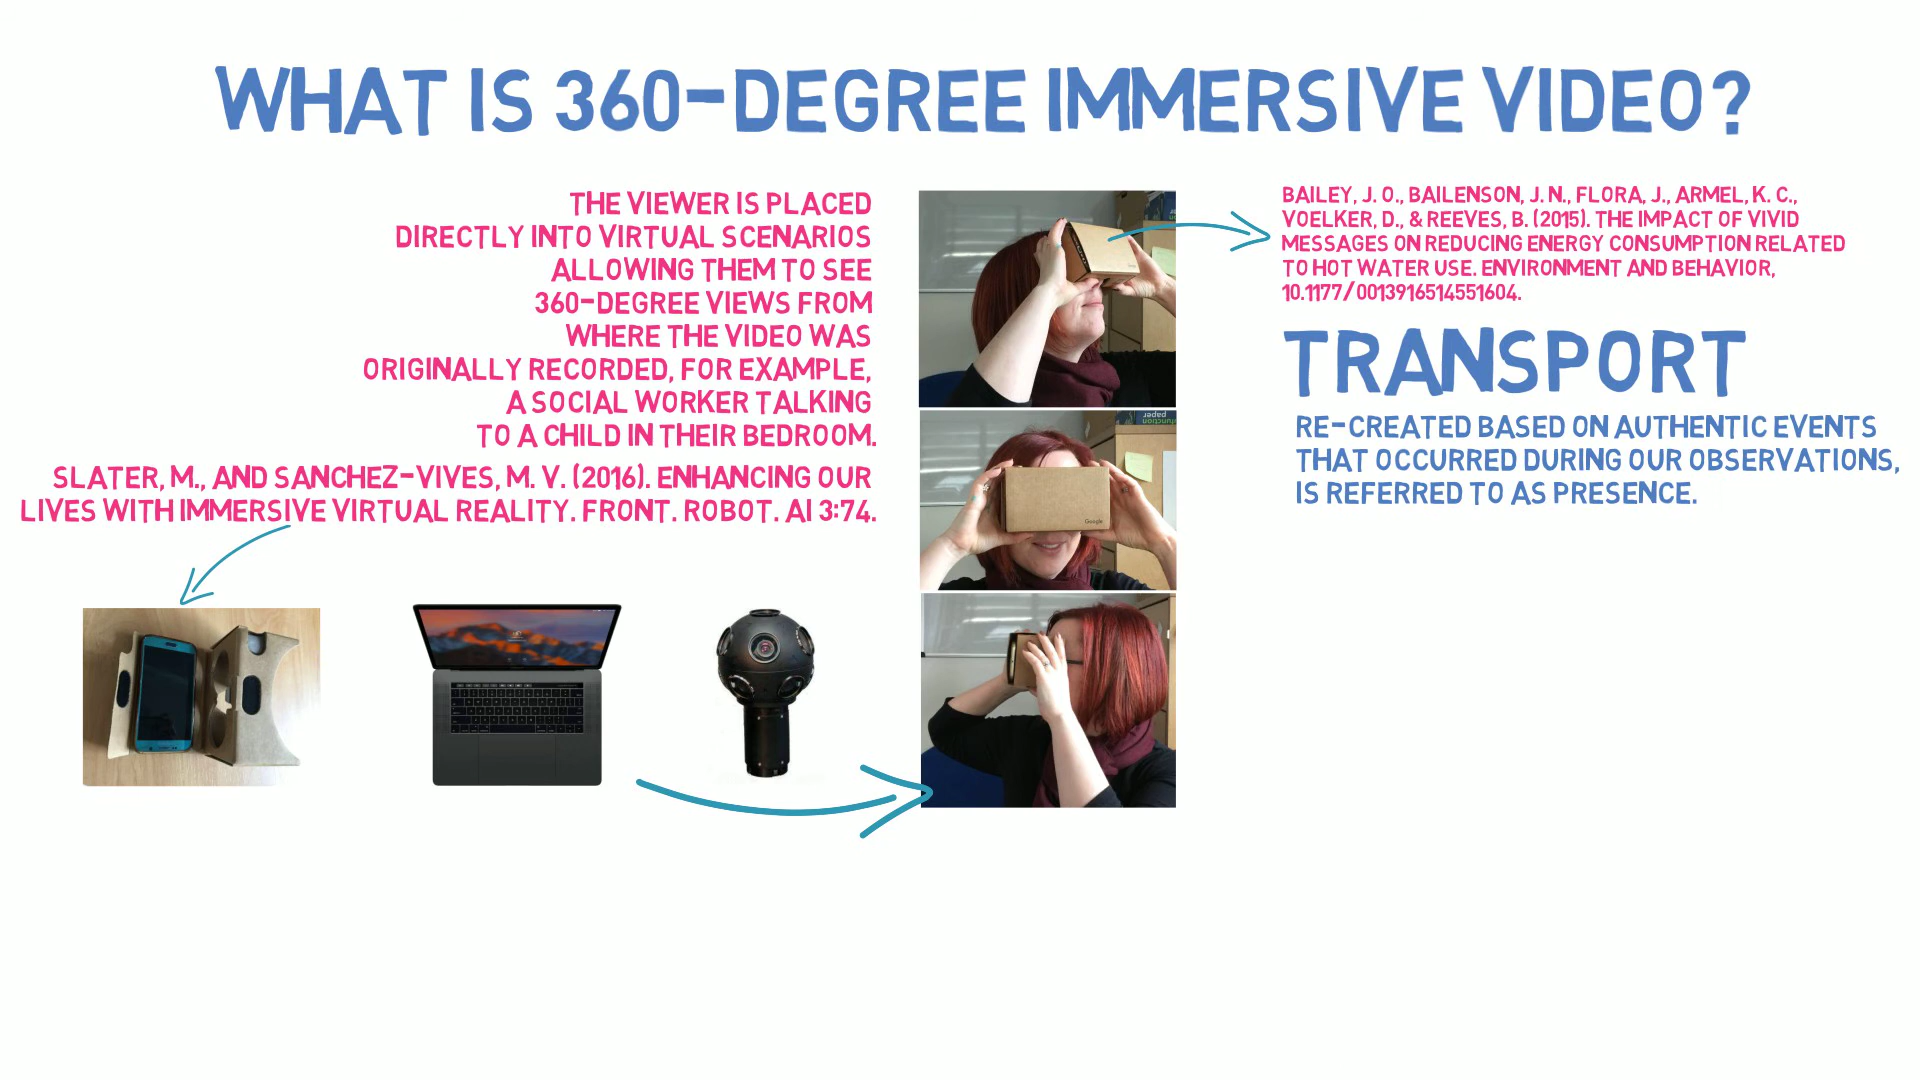 WHAT IS 360-DEGREE IMMERSIVE VIDEO?
THE VIEWER IS PLACED
DIRECTLY INTO VIRTUAL SCENARIOS
ALLOWING THEM TO SEE
360-DEGREE VIEWS FROM
WHERE THE VIDEO WAS
ORIGINALLY RECORDED, FOR EXAMPLE,
A SOCIAL WORKER TALKING
TO A CHILD IN THEIR BEDROOM.
SLATER, M., AND SANCHEZ-VIVES, M. V. (2016). ENHANCING OUR
LIVES WITH IMMERSIVE VIRTUAL REALITY. FRONT. ROBOT. AI 3:74.
BAILEY, J. O., BAILENSON, J. N., FLORA, J., ARMEL, K. C.,
VOELKER, D., & REEVES, B. (2015). THE IMPACT OF VIVID
MESSAGES ON REDUCING ENERGY CONSUMPTION RELATED
TO HOT WATER USE. ENVIRONMENT AND BEHAVIOR,
10.1177/0013916514551604.
TRANSPORT
RE-CREATED BASED ON AUTHENTIC EVENTS
THAT OCCURRED DURING OUR OBSERVATIONS,
IS REFERRED TO AS PRESENCE.
Google